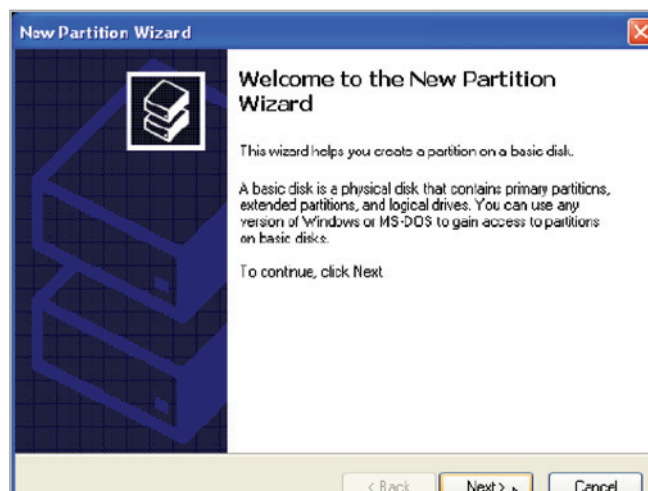 New Partition Wizard
Welcome to the New Partition
Wizard
This wizard helps you create a partition on a basic disk.
A basic disk is a physical disk that contains primary partitions,
extended partitions, and logical drives. You can use any
version of Windows or MS-DOS to gain access to partitions
on basic disks.
To continue, click Next
< Back Next > Cancel